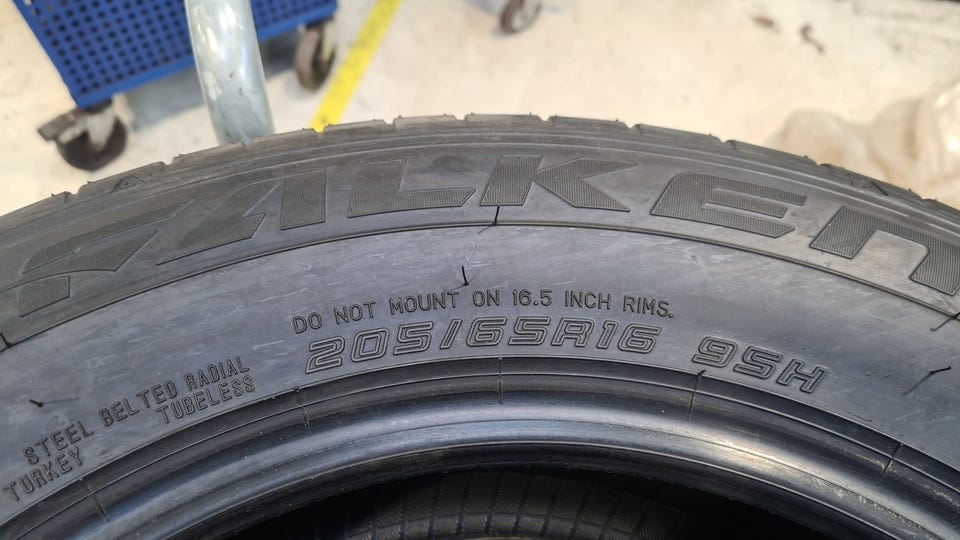 FALKEN
DO NOT MOUNT ON 16.5 INCH RIMS.
205/65R16 95H
STEEL BELTED RADIAL
TUBELESS
TURKEY